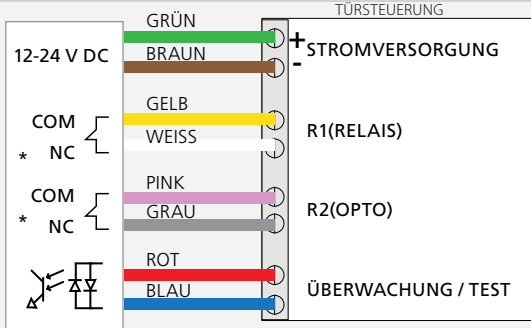 TÜRSTEUERUNG
GRÜN
12-24 V DC
+
STROMVERSORGUNG
BRAUN
-
GELB
COM
R1(RELAIS)
WEISS
* NC
PINK
COM
R2(OPTO)
GRAU
* NC
ROT
ÜBERWACHUNG / TEST
BLAU